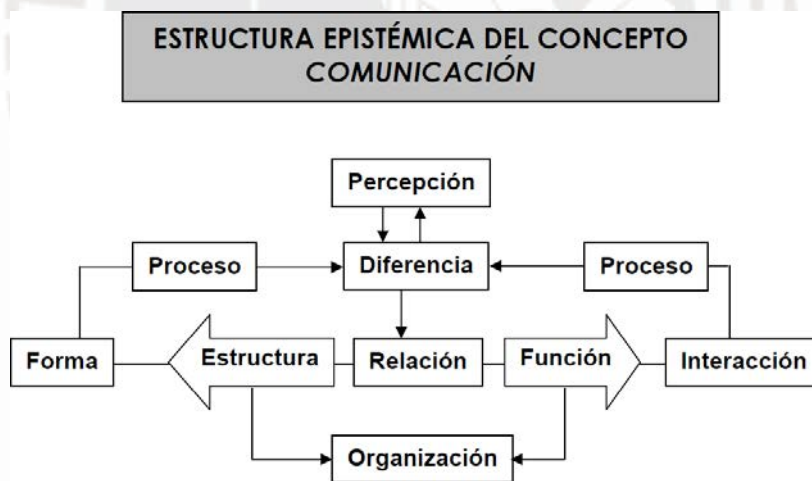 ESTRUCTURA EPISTÉMICA DEL CONCEPTO
COMUNICACIÓN
Percepción
Proceso
Diferencia
Proceso
Forma
Estructura
Relación
Función
Interacción
Organización